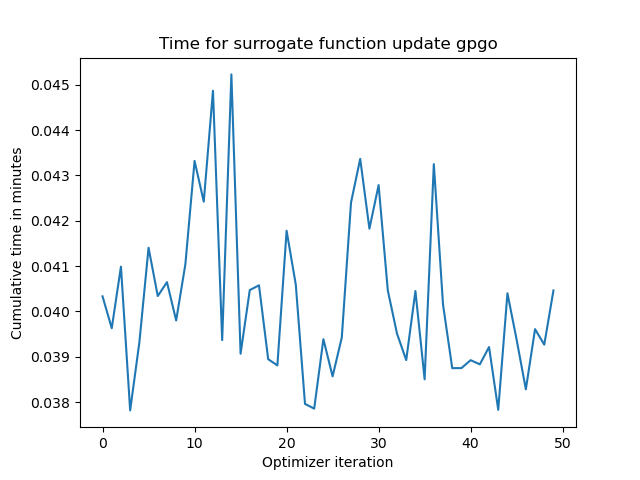 Time for surrogate function update gpgo
Cumulative time in minutes
0.045
0.044
0.043
0.042
0.041
0.040
0.039
0.038
0 10 20 30 40 50
Optimizer iteration